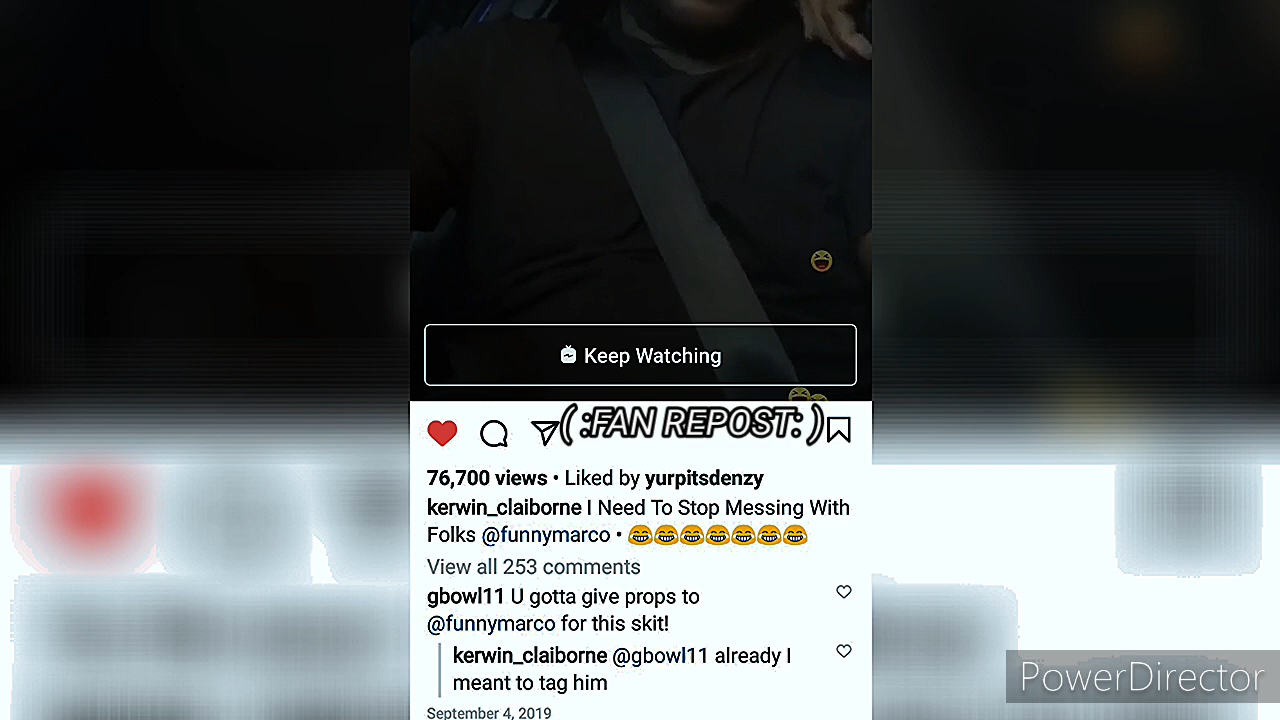 Keep Watching
( :FAN REPOST: )
76,700 views • Liked by yurpitsdenzy
kerwin_claiborne I Need To Stop Messing With
Folks @funnymarco • 😂😂😂😂😂😂😂
View all 253 comments
gbowl11 U gotta give props to
@funnymarco for this skit!
kerwin_claiborne @gbowl11 already I
meant to tag him
September 4, 2019
PowerDirector